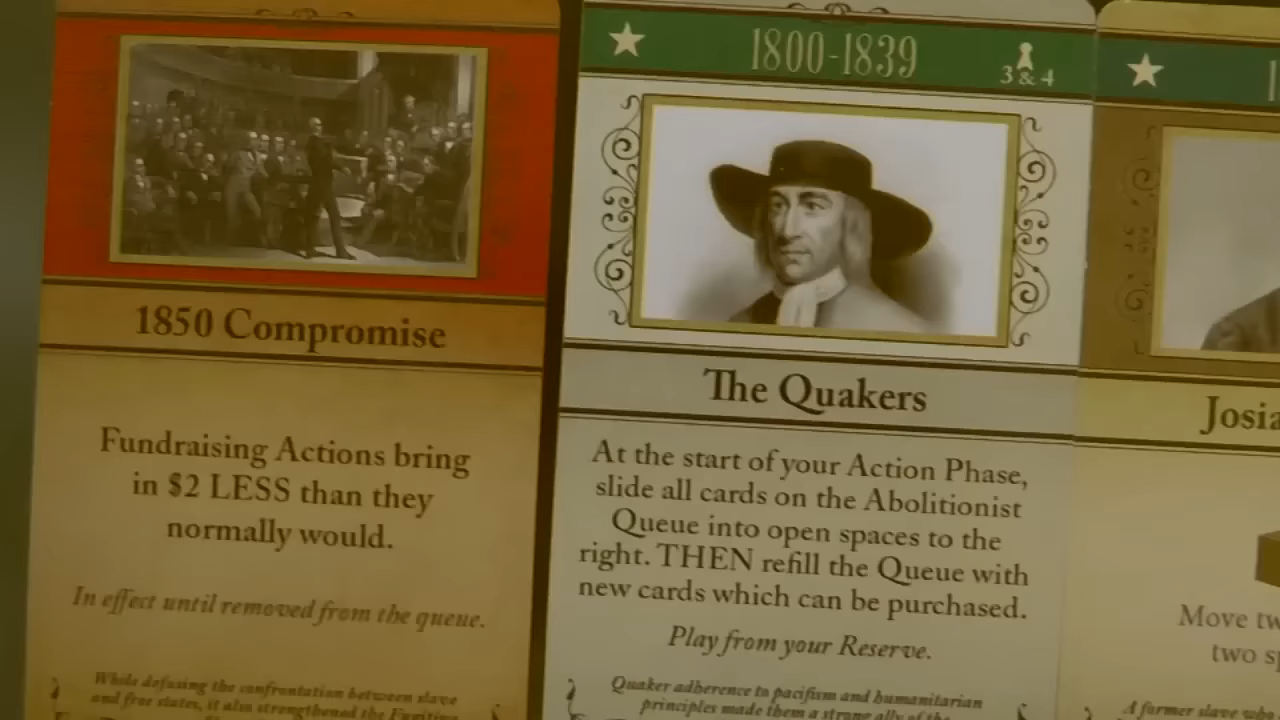 1850 Compromise
Fundraising Actions bring
in $2 LESS than they
normally would.
In effect until removed from the queue.
While defusing the confrontation between slave
and free states, it also strengthened the Fugitive
1800-1839
3 & 4
The Quakers
At the start of your Action Phase,
slide all cards on the Abolitionist
Queue into open spaces to the
right. THEN refill the Queue with
new cards which can be purchased.
Play from your Reserve.
Quaker adherence to pacifism and humanitarian
principles made them a strong ally of the
Josia
Move tw
two sp
A former slave who